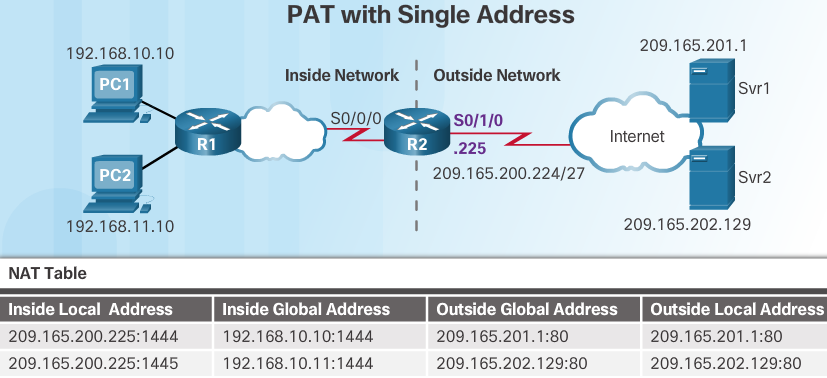 PAT with Single Address
192.168.10.10
209.165.201.1
Inside Network
Outside Network
PC1
Svr1
S0/0/0
S0/1/0
R1
R2
Internet
.225
PC2
209.165.200.224/27
Svr2
192.168.11.10
209.165.202.129
NAT Table
Inside Local Address Inside Global Address Outside Global Address Outside Local Address
209.165.200.225:1444 192.168.10.10:1444 209.165.201.1:80 209.165.201.1:80
209.165.200.225:1445 192.168.10.11:1444 209.165.202.129:80 209.165.202.129:80